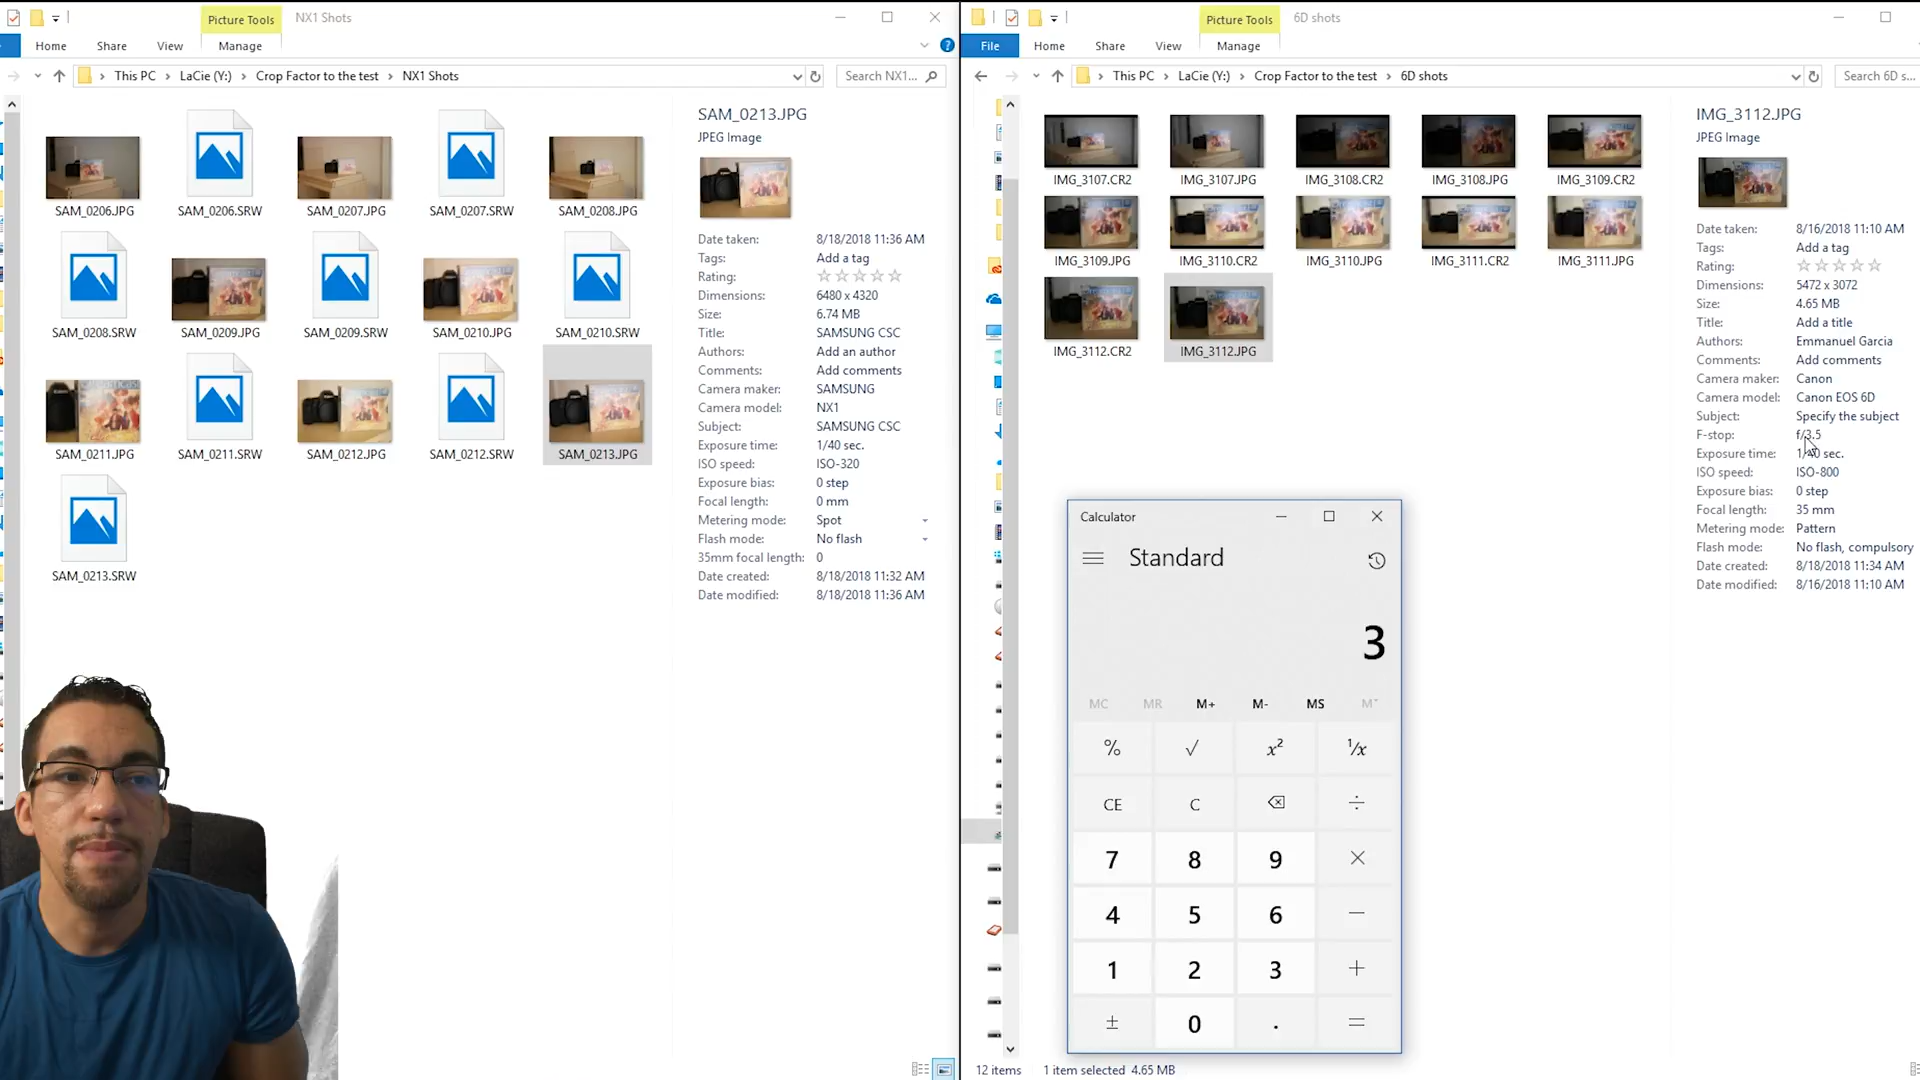 Picture Tools
NX1 Shots
Home
Share
View
Manage
This PC
LaCie (Y:)
Crop Factor to the test
NX1 Shots
Search NX1...
SAM_0206.JPG
SAM_0206.SRW
SAM_0207.JPG
SAM_0207.SRW
SAM_0208.JPG
SAM_0208.SRW
SAM_0209.JPG
SAM_0209.SRW
SAM_0210.JPG
SAM_0210.SRW
SAM_0211.JPG
SAM_0211.SRW
SAM_0212.JPG
SAM_0212.SRW
SAM_0213.JPG
SAM_0213.SRW
SAM_0213.JPG
JPEG Image
Date taken: 8/18/2018 11:36 AM
Tags: Add a tag
Rating:
Dimensions: 6480 x 4320
Size: 6.74 MB
Title: SAMSUNG CSC
Authors: Add an author
Comments: Add comments
Camera maker: SAMSUNG
Camera model: NX1
Subject: SAMSUNG CSC
Exposure time: 1/40 sec.
ISO speed: ISO-320
Exposure bias: 0 step
Focal length: 0 mm
Metering mode: Spot
Flash mode: No flash
35mm focal length: 0
Date created: 8/18/2018 11:32 AM
Date modified: 8/18/2018 11:36 AM
Picture Tools
6D shots
File
Home
Share
View
Manage
This PC
LaCie (Y:)
Crop Factor to the test
6D shots
Search 6D s...
IMG_3107.CR2
IMG_3107.JPG
IMG_3108.CR2
IMG_3108.JPG
IMG_3109.CR2
IMG_3109.JPG
IMG_3110.CR2
IMG_3110.JPG
IMG_3111.CR2
IMG_3111.JPG
IMG_3112.CR2
IMG_3112.JPG
IMG_3112.JPG
JPEG Image
Date taken: 8/16/2018 11:10 AM
Tags: Add a tag
Rating:
Dimensions: 5472 x 3072
Size: 4.65 MB
Title: Add a title
Authors: Emmanuel Garcia
Comments: Add comments
Camera maker: Canon
Camera model: Canon EOS 6D
Subject: Specify the subject
F-stop: f/3.5
Exposure time: 1/40 sec.
ISO speed: ISO-800
Exposure bias: 0 step
Focal length: 35 mm
Metering mode: Pattern
Flash mode: No flash, compulsory
Date created: 8/18/2018 11:34 AM
Date modified: 8/16/2018 11:10 AM
Calculator
Standard
3
MC MR M+ M- MS M˅
% √ x² ¹/x
CE C ÷
7 8 9 ×
4 5 6 −
1 2 3 +
± 0 . =
12 items 1 item selected 4.65 MB